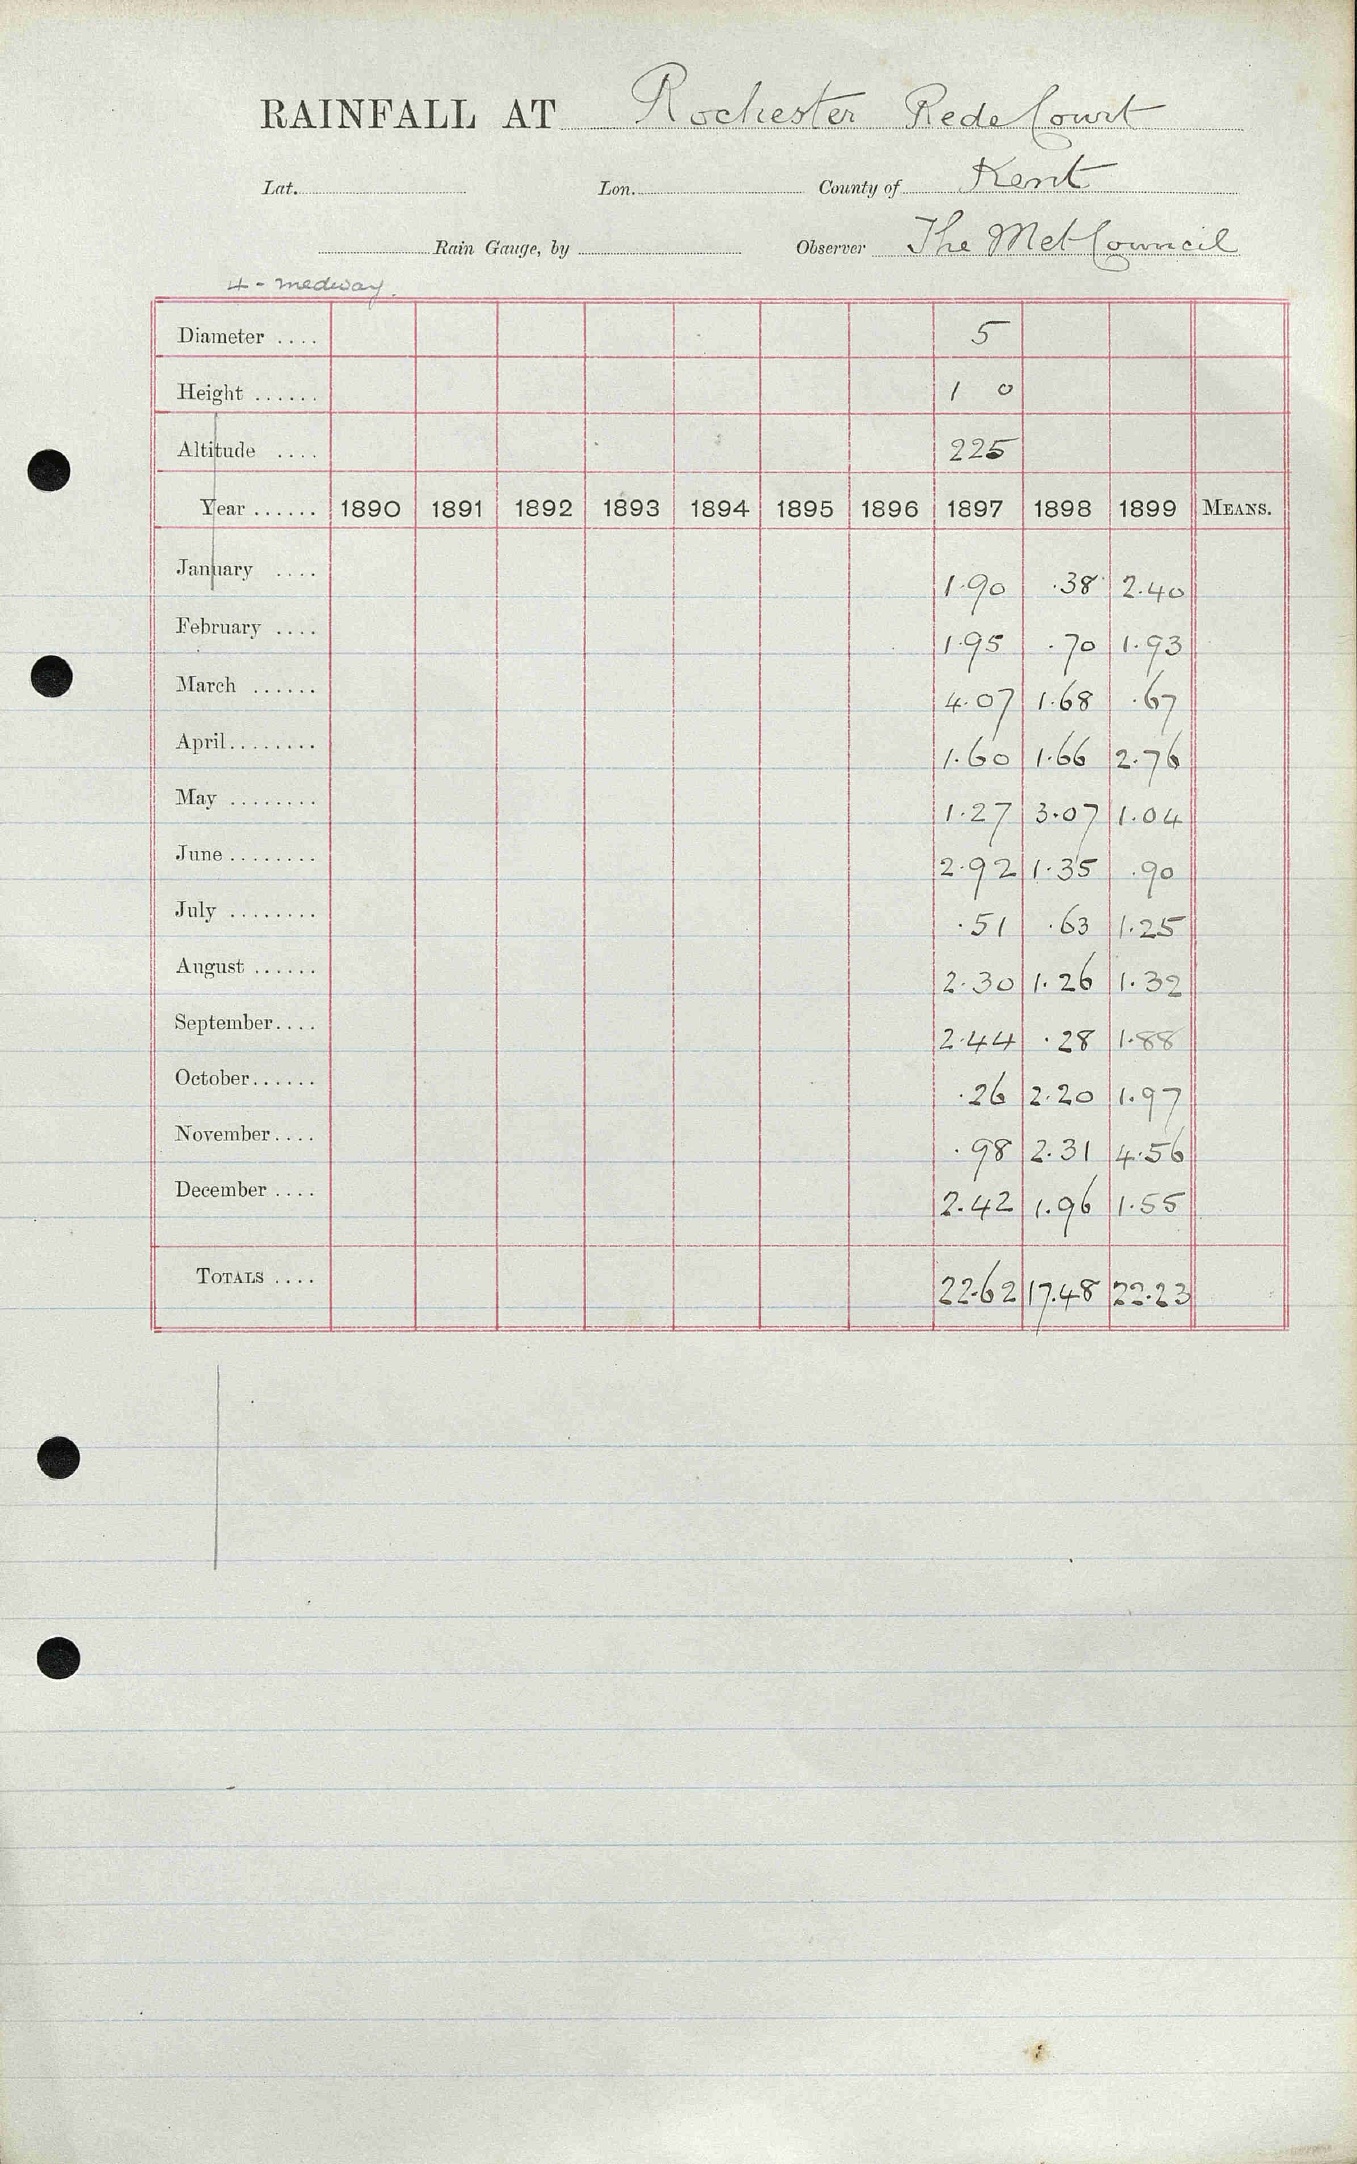 RAINFALL AT Rochester Rede Court
Lat. Lon. County of Kent
Rain Gauge, by Observer The Met Council
4 - Medway.
Diameter .... 5
Height ...... 1 0
Altitude .... 225
Year ...... 1890 1891 1892 1893 1894 1895 1896 1897 1898 1899 MEANS.
January .... 1.90 .38 2.40
February .... 1.95 .70 1.93
March ...... 4.07 1.68 .67
April........ 1.60 1.66 2.76
May ........ 1.27 3.07 1.04
June ........ 2.92 1.35 .90
July ........ .51 .63 1.25
August ...... 2.30 1.26 1.32
September.... 2.44 .28 1.88
October...... .26 2.20 1.97
November.... .98 2.31 4.56
December .... 2.42 1.96 1.55
TOTALS .... 22.62 17.48 22.23